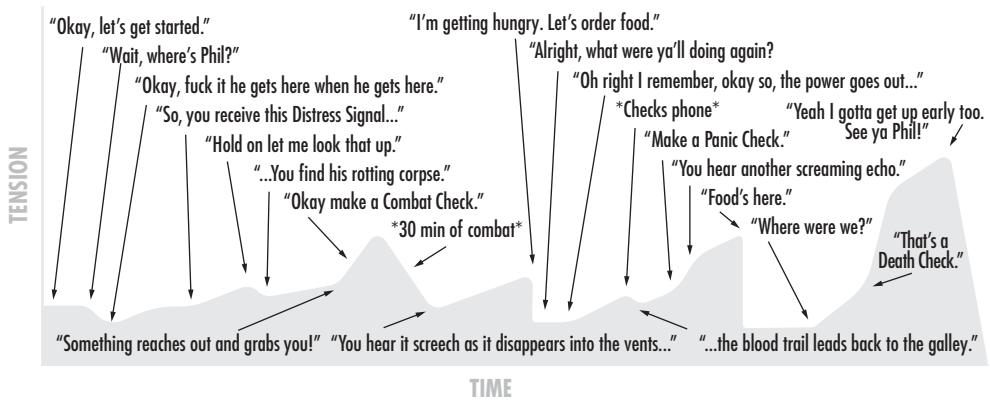 "Okay, let's get started."
"Wait, where's Phil?"
"Okay, fuck it he gets here when he gets here."
"So, you receive this Distress Signal..."
"Hold on let me look that up."
"...You find his rotting corpse."
"Okay make a Combat Check."
*30 min of combat*
"I'm getting hungry. Let's order food."
"Alright, what were ya'll doing again?
"Oh right I remember, okay so, the power goes out..."
*Checks phone*
"Make a Panic Check."
"You hear another screaming echo."
"Food's here."
"Where were we?"
"Yeah I gotta get up early too.
See ya Phil!"
"That's a
Death Check."
"Something reaches out and grabs you!"
"You hear it screech as it disappears into the vents..."
"...the blood trail leads back to the galley."
TENSION
TIME